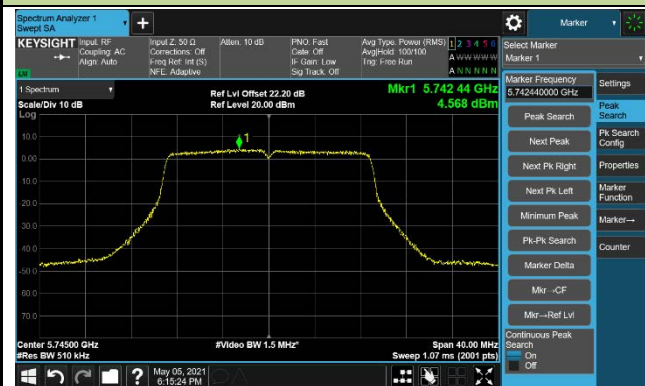 Spectrum Analyzer 1
Swept SA
Marker
KEYSIGHT
Input: RF
Coupling: AC
Align: Auto
Input Z: 50 Ω
Corrections: Off
Freq Ref: Int (S)
NFE: Adaptive
Atten: 10 dB
PNO: Fast
Gate: Off
IF Gain: Low
Sig Track: Off
Avg Type: Power (RMS)
Avg|Hold: 100/100
Trig: Free Run
1 2 3 4 5 6
A W W W W W
A N N N N N
Select Marker
Marker 1
1 Spectrum
Scale/Div 10 dB
Log
Ref Lvl Offset 22.20 dB
Ref Level 20.00 dBm
Mkr1 5.742 44 GHz
4.568 dBm
1
10.0
0.00
-10.0
-20.0
-30.0
-40.0
-50.0
-60.0
-70.0
Center 5.74500 GHz
#Res BW 510 kHz
#Video BW 1.5 MHz*
Span 40.00 MHz
Sweep 1.07 ms (2001 pts)
Marker Frequency
5.742440000 GHz
Peak Search
Next Peak
Next Pk Right
Next Pk Left
Minimum Peak
Pk-Pk Search
Marker Delta
Mkr→CF
Mkr→Ref Lvl
Continuous Peak
Search
On
Off
Settings
Peak
Search
Pk Search
Config
Properties
Marker
Function
Marker→
Counter
May 05, 2021
6:15:24 PM